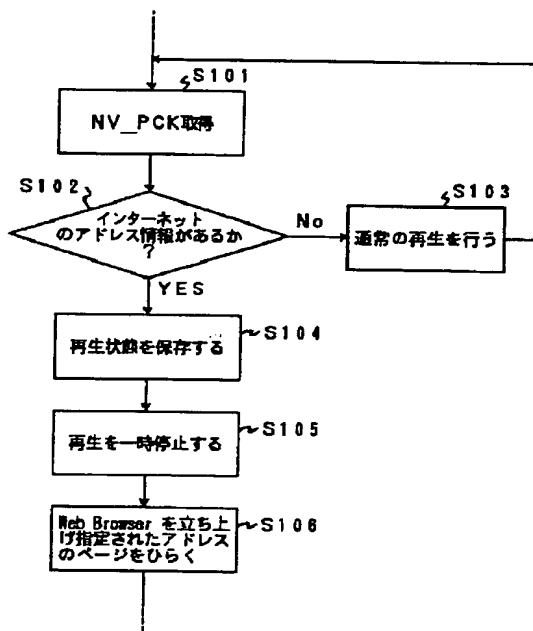 S101
NV_PCK取得
S102
インターネット
のアドレス情報があるか
?
No
S103
通常の再生を行う
YES
再生状態を保存する
S104
再生を一時停止する
S105
Web Browser を立ち上
げ指定されたアドレス
のページをひらく
S106